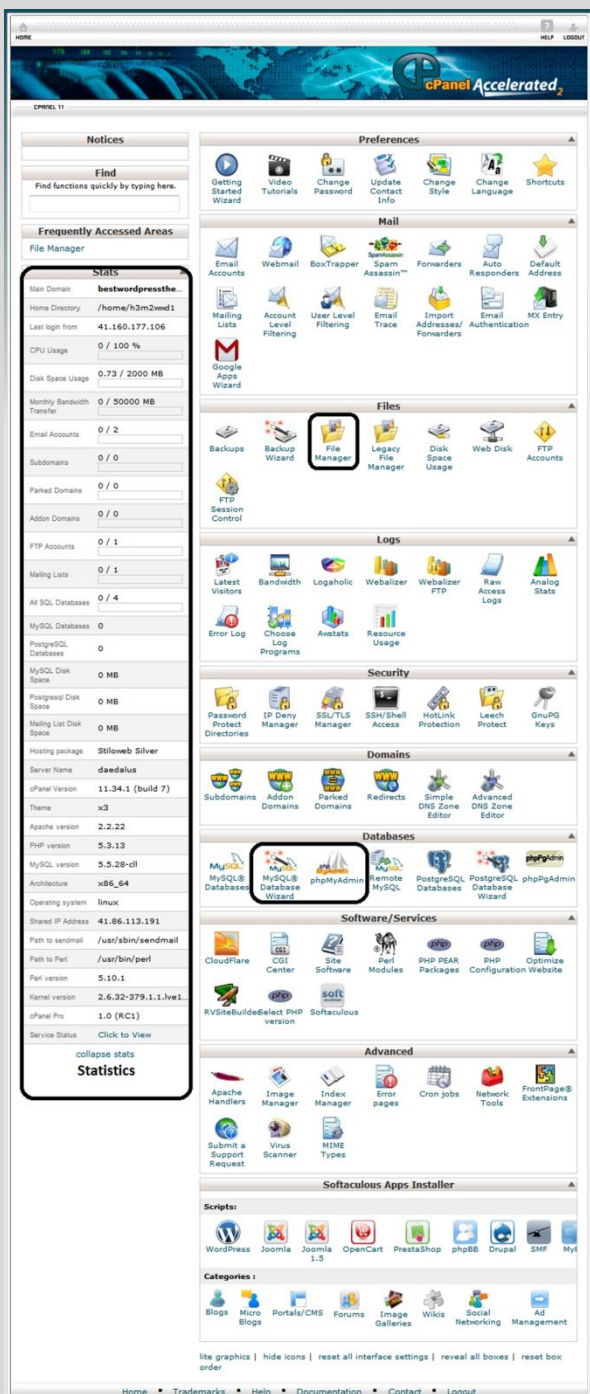 HOME
HELP LOGOUT
cPanel Accelerated2
CPANEL 11
Notices
Find
Find functions quickly by typing here.
Frequently Accessed Areas
File Manager
Stats
Main Domain bestwordpressthe...
Home Directory /home/h3m2wwd1
Last login from 41.160.177.106
CPU Usage 0 / 100 %
Disk Space Usage 0.73 / 2000 MB
Monthly Bandwidth Transfer 0 / 50000 MB
Email Accounts 0 / 2
Subdomains 0 / 0
Parked Domains 0 / 0
Addon Domains 0 / 0
FTP Accounts 0 / 1
Mailing Lists 0 / 1
All SQL Databases 0 / 4
MySQL Databases 0
PostgreSQL Databases 0
MySQL Disk Space 0 MB
Postgresql Disk Space 0 MB
Mailing List Disk Space 0 MB
Hosting package Stiloweb Silver
Server Name daedalus
cPanel Version 11.34.1 (build 7)
Theme x3
Apache version 2.2.22
PHP version 5.3.13
MySQL version 5.5.28-cll
Architecture x86_64
Operating system linux
Shared IP Address 41.86.113.191
Path to sendmail /usr/sbin/sendmail
Path to Perl /usr/bin/perl
Perl version 5.10.1
Kernel version 2.6.32-379.1.1.lve1...
cPanel Pro 1.0 (RC1)
Service Status Click to View
collapse stats
Statistics
Preferences
Getting Started Wizard
Video Tutorials
Change Password
Update Contact Info
Change Style
Change Language
Shortcuts
Mail
Email Accounts
Webmail
BoxTrapper
Spam Assassin™
Forwarders
Auto Responders
Default Address
Mailing Lists
Account Level Filtering
User Level Filtering
Email Trace
Import Addresses/ Forwarders
Email Authentication
MX Entry
Google Apps Wizard
Files
Backups
Backup Wizard
File Manager
Legacy File Manager
Disk Space Usage
Web Disk
FTP Accounts
FTP Session Control
Logs
Latest Visitors
Bandwidth
Logaholic
Webalizer
Webalizer FTP
Raw Access Logs
Analog Stats
Error Log
Choose Log Programs
Awstats
Resource Usage
Security
Password Protect Directories
IP Deny Manager
SSL/TLS Manager
SSH/Shell Access
HotLink Protection
Leech Protect
GnuPG Keys
Domains
Subdomains
Addon Domains
Parked Domains
Redirects
Simple DNS Zone Editor
Advanced DNS Zone Editor
Databases
MySQL® Databases
MySQL® Database Wizard
phpMyAdmin
Remote MySQL
PostgreSQL Databases
PostgreSQL Database Wizard
phpPgAdmin
Software/Services
CloudFlare
CGI Center
Site Software
Perl Modules
PHP PEAR Packages
PHP Configuration
Optimize Website
RVSiteBuilder
Select PHP version
Softaculous
Advanced
Apache Handlers
Image Manager
Index Manager
Error pages
Cron jobs
Network Tools
FrontPage® Extensions
Submit a Support Request
Virus Scanner
MIME Types
Softaculous Apps Installer
Scripts:
WordPress
Joomla
Joomla 1.5
OpenCart
PrestaShop
phpBB
Drupal
SMF
Categories :
Blogs
Micro Blogs
Portals/CMS
Forums
Image Galleries
Wikis
Social Networking
Ad Management
lite graphics | hide icons | reset all interface settings | reveal all boxes | reset box
order
Home ▪ Trademarks ▪ Help ▪ Documentation ▪ Contact ▪ Logout